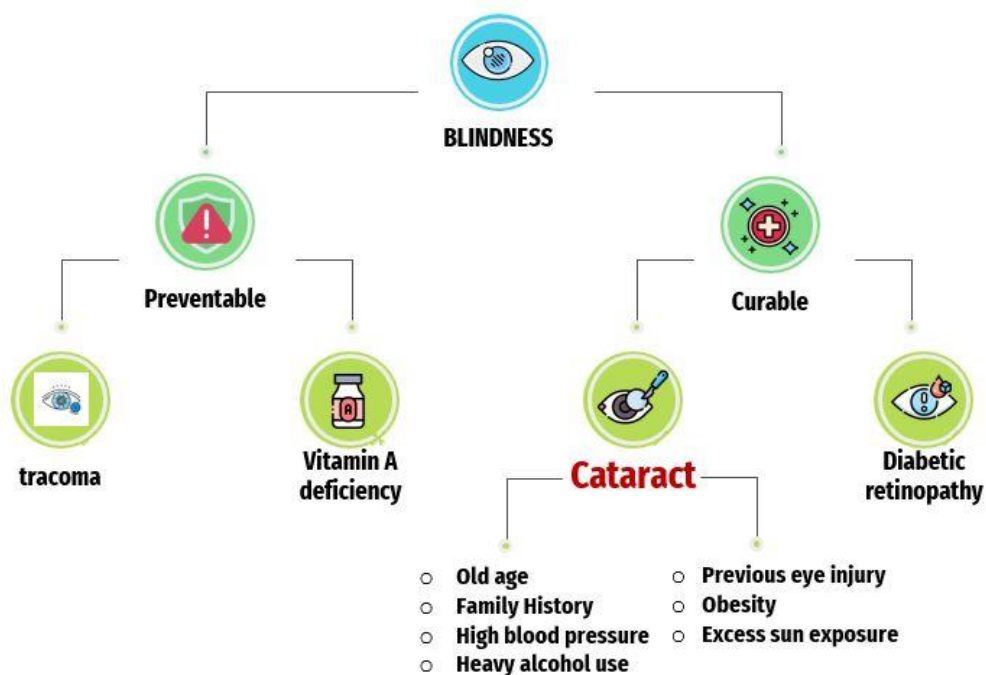 BLINDNESS
Preventable
Curable
tracoma
Vitamin A
deficiency
A
Cataract
Diabetic
retinopathy
○ Old age
○ Family History
○ High blood pressure
○ Heavy alcohol use
○ Previous eye injury
○ Obesity
○ Excess sun exposure